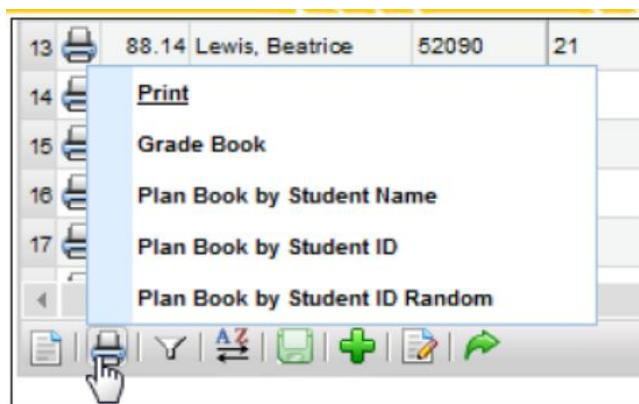 13 88.14 Lewis, Beatrice 52090 21
14 Print
15 Grade Book
16 Plan Book by Student Name
17 Plan Book by Student ID
Plan Book by Student ID Random
A Z